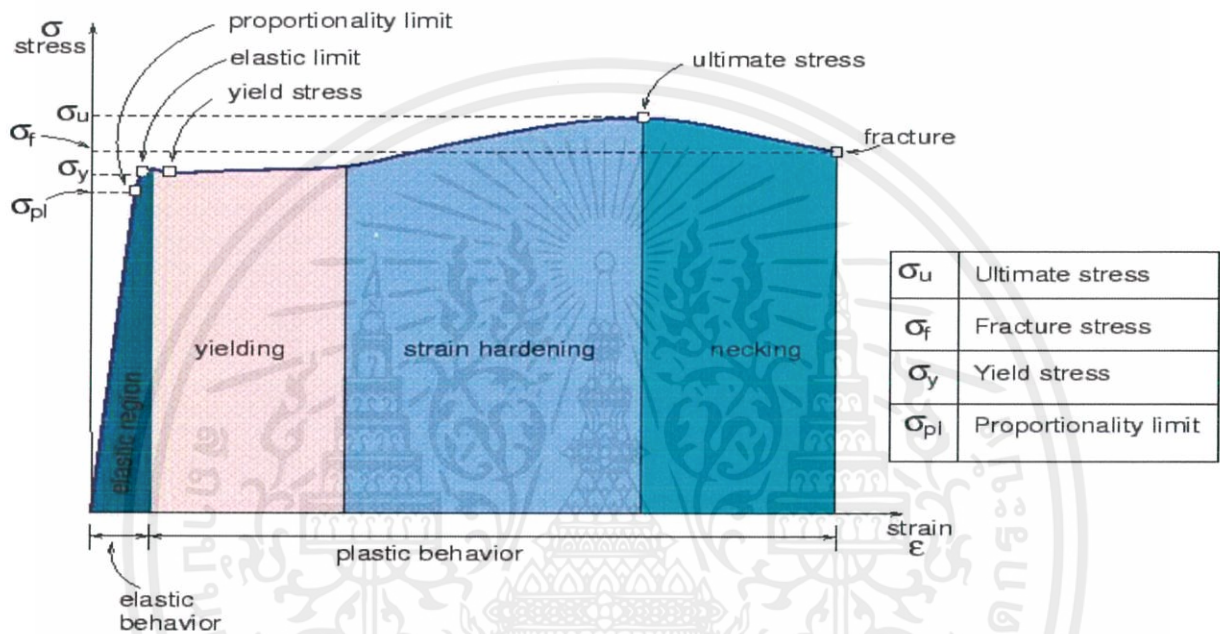 σ
stress
proportionality limit
elastic limit
yield stress
ultimate stress
fracture
σu
σf
σy
σpl
elastic region
yielding
strain hardening
necking
strain
ε
plastic behavior
elastic
behavior
σu Ultimate stress
σf Fracture stress
σy Yield stress
σpl Proportionality limit